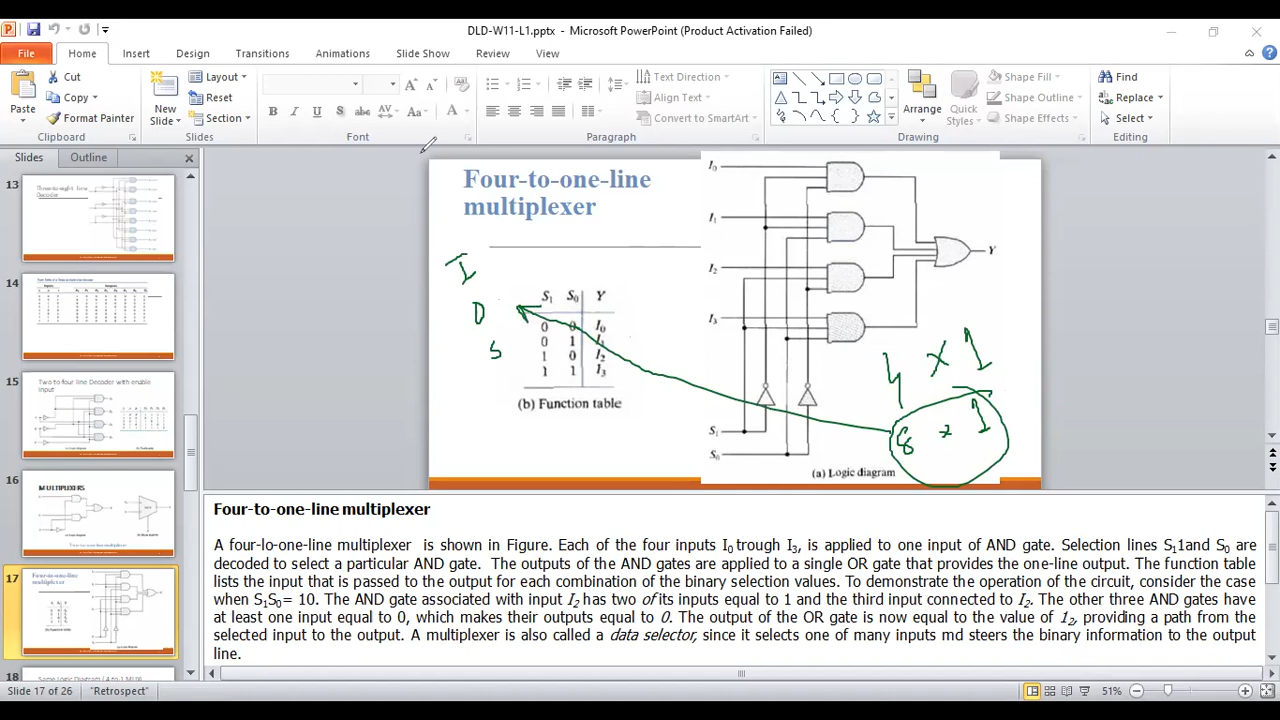 DLD-W11-L1.pptx - Microsoft PowerPoint (Product Activation Failed)
File Home Insert Design Transitions Animations Slide Show Review View
Paste
Cut
Copy
Format Painter
Clipboard
New
Slide
Layout
Reset
Section
Slides
B I U S abc AV Aa A
Font
Text Direction
Align Text
Convert to SmartArt
Paragraph
Arrange
Quick
Styles
Shape Fill
Shape Outline
Shape Effects
Drawing
Find
Replace
Select
Editing
Slides Outline
13
14
15
Two to four line Decoder with enable
input
16
MULTIPLEXERS
17
Four-to-one-line
multiplexer
18
Four-to-one-line
multiplexer
I
D
S
S1 S0 Y
0 0 I0
0 1 I1
1 0 I2
1 1 I3
(b) Function table
I0
I1
I2
I3
Y
S1
S0
(a) Logic diagram
4 x 1
8 x 1
Four-to-one-line multiplexer
A four-lo-one-line multiplexer is shown in Figure. Each of the four inputs I0 trough I3, is applied to one input of AND gate. Selection lines S11and S0 are
decoded to select a particular AND gate. The outputs of the AND gates are applied to a single OR gate that provides the one-line output. The function table
lists the input that is passed to the output for each combination of the binary selection values. To demonstrate the operation of the circuit, consider the case
when S1S0= 10. The AND gate associated with input I2 has two of its inputs equal to 1 and the third input connected to I2. The other three AND gates have
at least one input equal to 0, which makes their outputs equal to 0. The output of the OR gate is now equal to the value of 12, providing a path from the
selected input to the output. A multiplexer is also called a data selector, since it selects one of many inputs md steers the binary information to the output
line.
Slide 17 of 26 "Retrospect" 51%